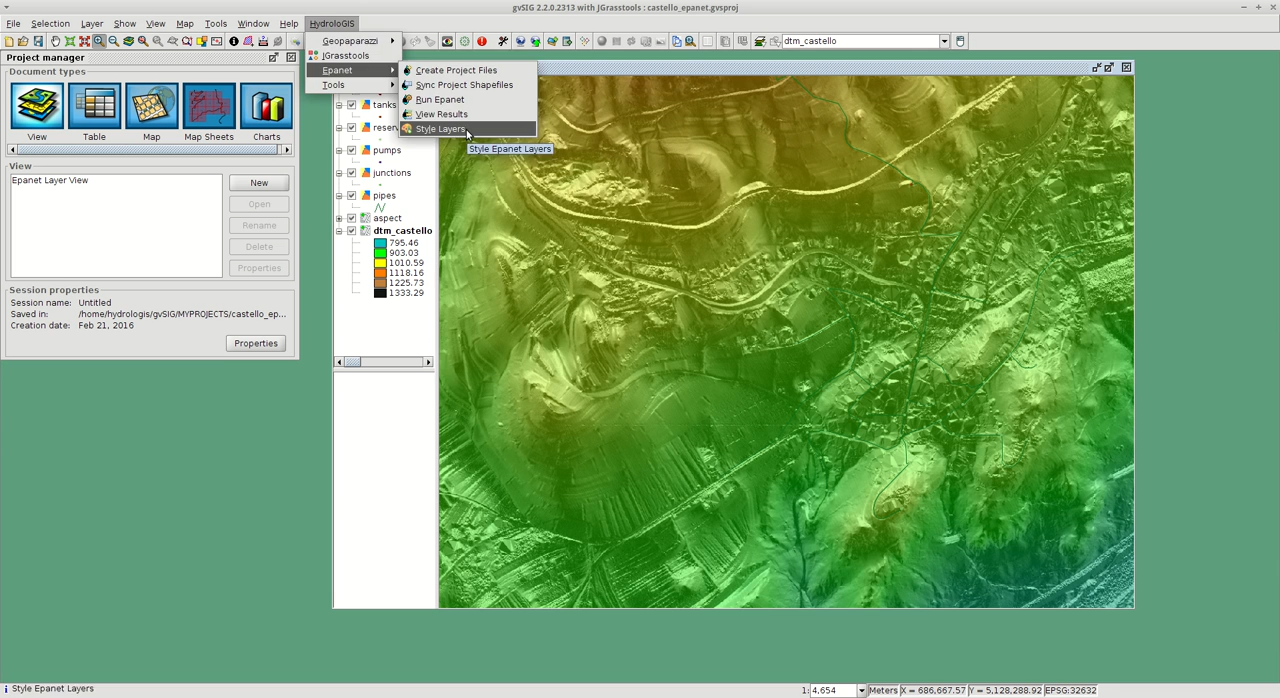 gvSIG 2.2.0.2313 with JGrasstools : castello_epanet.gvsproj
File Selection Layer Show View Map Tools Window Help HydroloGIS
dtm_castello
Geopaparazzi
JGrasstools
Epanet
Tools
Create Project Files
Sync Project Shapefiles
Run Epanet
View Results
Style Layers
Style Epanet Layers
Project manager
Document types
View Table Map Map Sheets Charts
View
Epanet Layer View
New
Open
Rename
Delete
Properties
Session properties
Session name: Untitled
Saved in: /home/hydrologis/gvSIG/MYPROJECTS/castello_ep...
Creation date: Feb 21, 2016
Properties
tanks
pumps
junctions
pipes
aspect
dtm_castello
795.46
903.03
1010.59
1118.16
1225.73
1333.29
Style Epanet Layers
1: 4,654 Meters X = 686,667.57 Y = 5,128,288.92 EPSG:32632